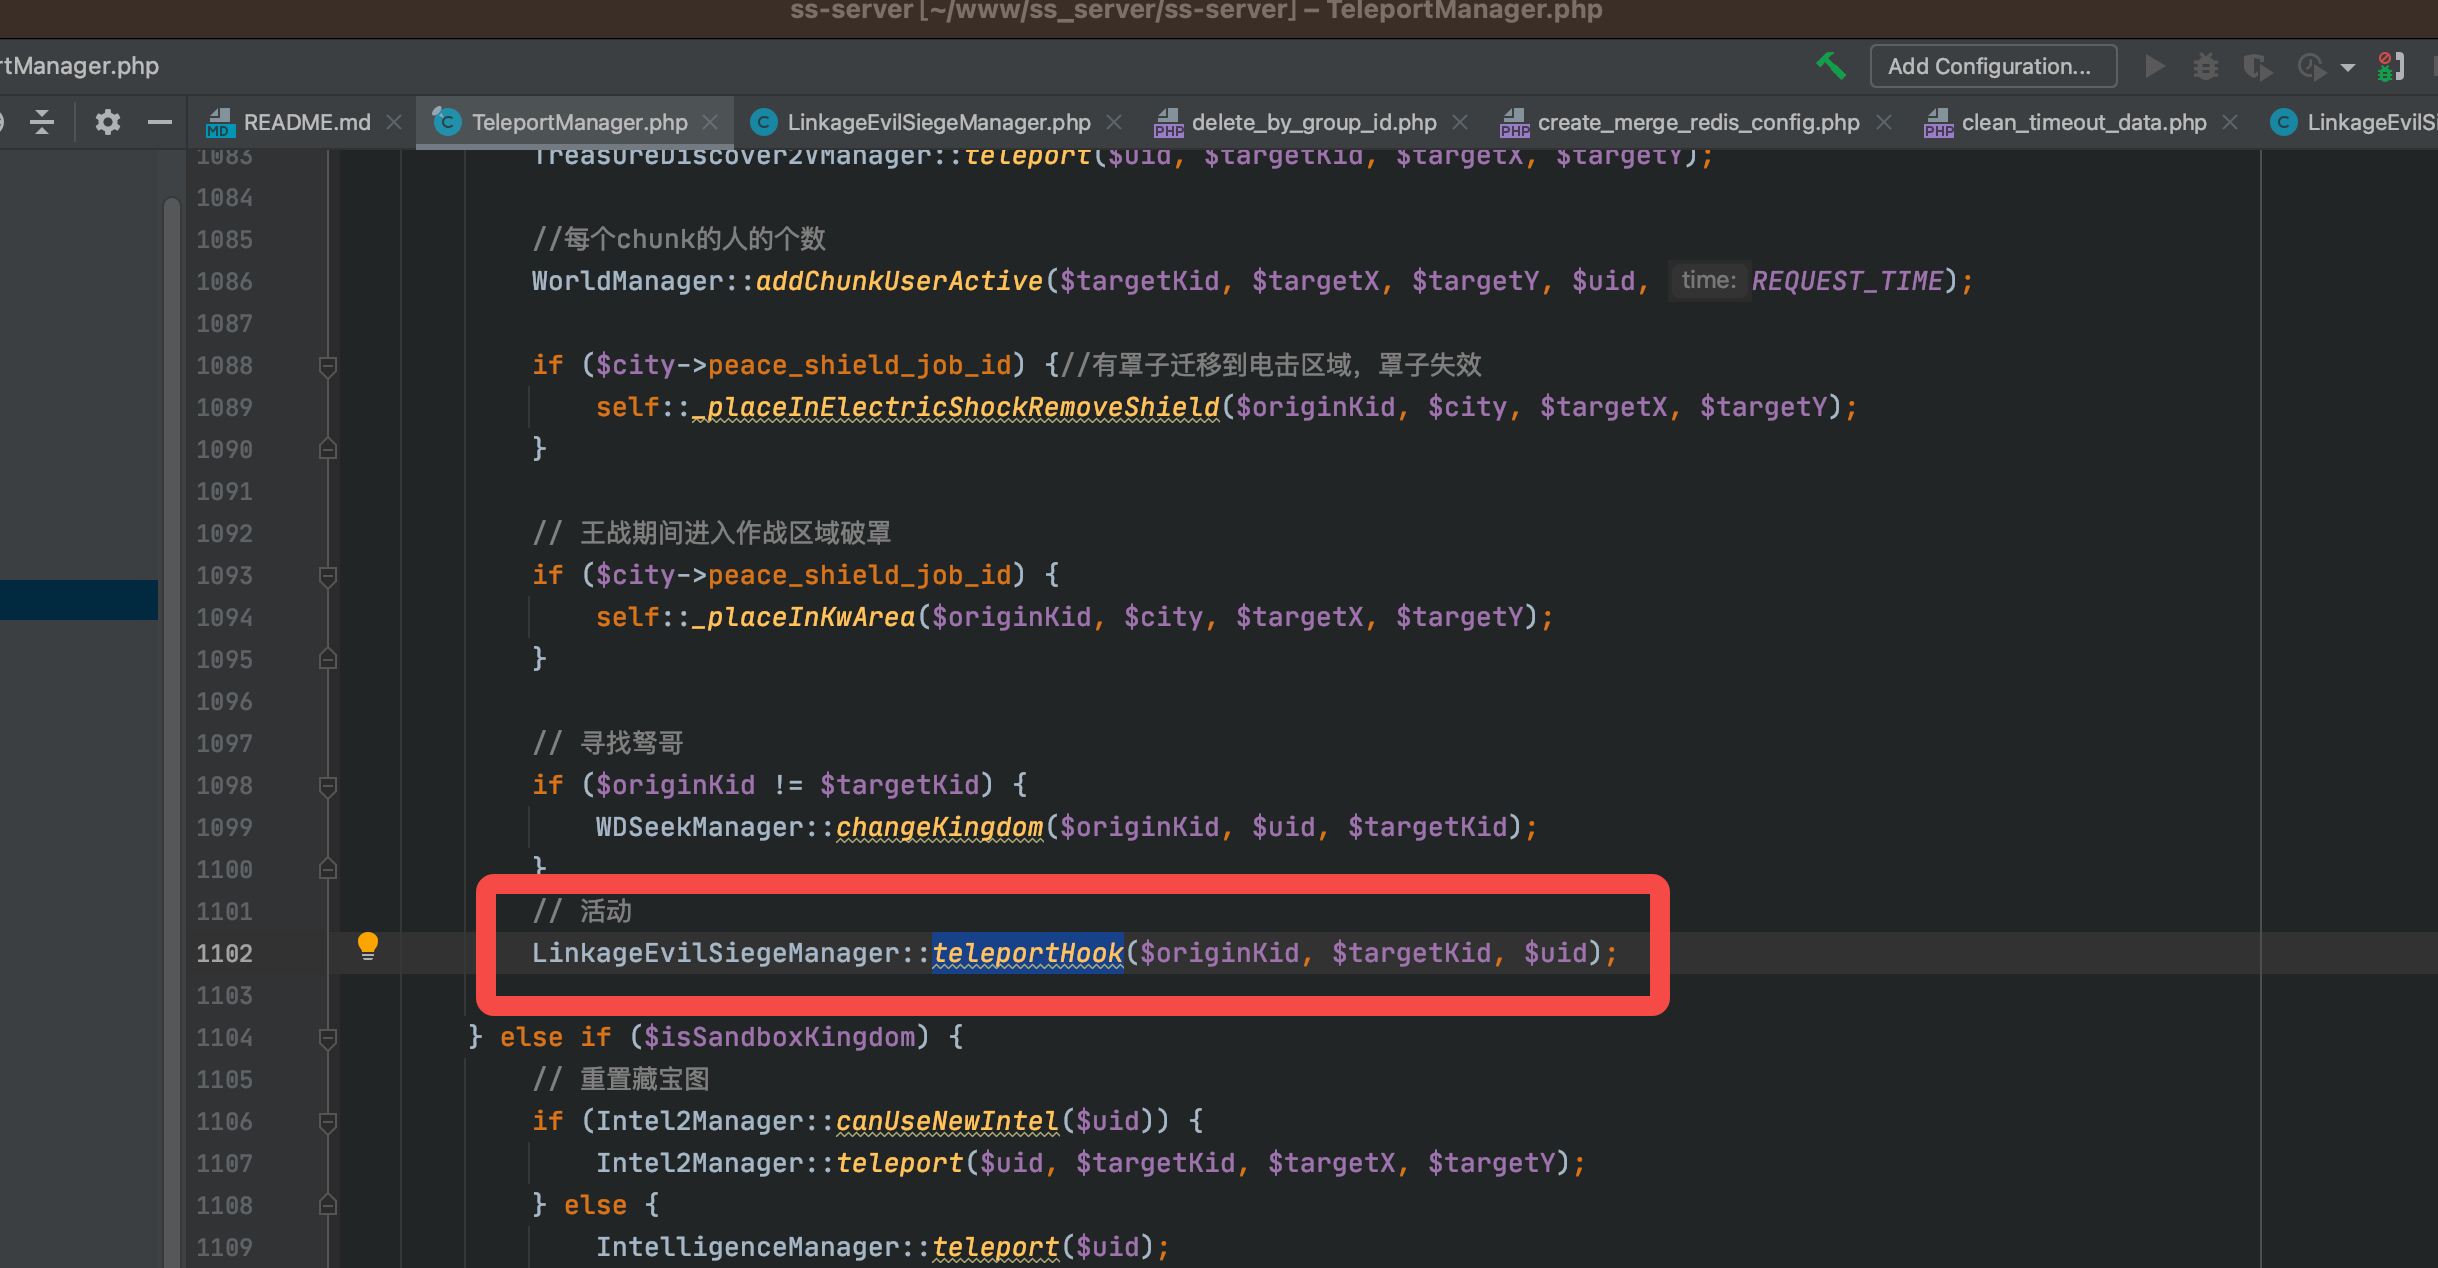 ss-server [~/www/ss_server/ss-server] – TeleportManager.php
tManager.php
Add Configuration...
README.md
TeleportManager.php
LinkageEvilSiegeManager.php
delete_by_group_id.php
create_merge_redis_config.php
clean_timeout_data.php
LinkageEvilSi
1083 TreasureDiscover2VManager::teleport($uid, $targetKid, $targetX, $targetY);
1084
1085 //每个chunk的人的个数
1086 WorldManager::addChunkUserActive($targetKid, $targetX, $targetY, $uid, time: REQUEST_TIME);
1087
1088 if ($city->peace_shield_job_id) {//有罩子迁移到电击区域，罩子失效
1089 self::_placeInElectricShockRemoveShield($originKid, $city, $targetX, $targetY);
1090 }
1091
1092 // 王战期间进入作战区域破罩
1093 if ($city->peace_shield_job_id) {
1094 self::_placeInKwArea($originKid, $city, $targetX, $targetY);
1095 }
1096
1097 // 寻找弩哥
1098 if ($originKid != $targetKid) {
1099 WDSeekManager::changeKingdom($originKid, $uid, $targetKid);
1100 }
1101 // 活动
1102 LinkageEvilSiegeManager::teleportHook($originKid, $targetKid, $uid);
1103
1104 } else if ($isSandboxKingdom) {
1105 // 重置藏宝图
1106 if (Intel2Manager::canUseNewIntel($uid)) {
1107 Intel2Manager::teleport($uid, $targetKid, $targetX, $targetY);
1108 } else {
1109 IntelligenceManager::teleport($uid);